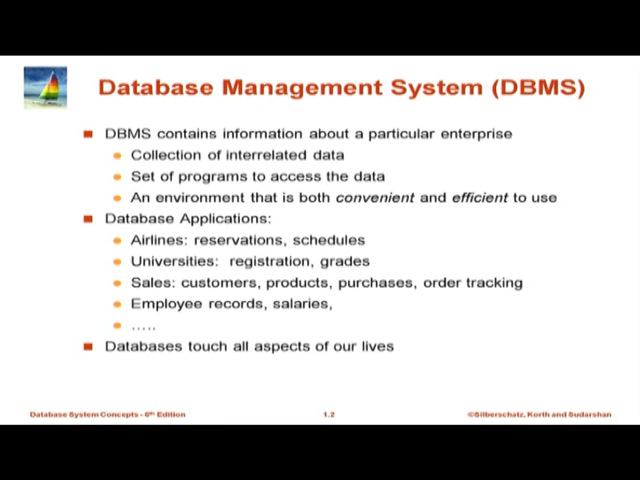 Database Management System (DBMS)
DBMS contains information about a particular enterprise
Collection of interrelated data
Set of programs to access the data
An environment that is both convenient and efficient to use
Database Applications:
Airlines: reservations, schedules
Universities: registration, grades
Sales: customers, products, purchases, order tracking
Employee records, salaries,
…..
Databases touch all aspects of our lives
Database System Concepts - 6th Edition
1.2
©Silberschatz, Korth and Sudarshan